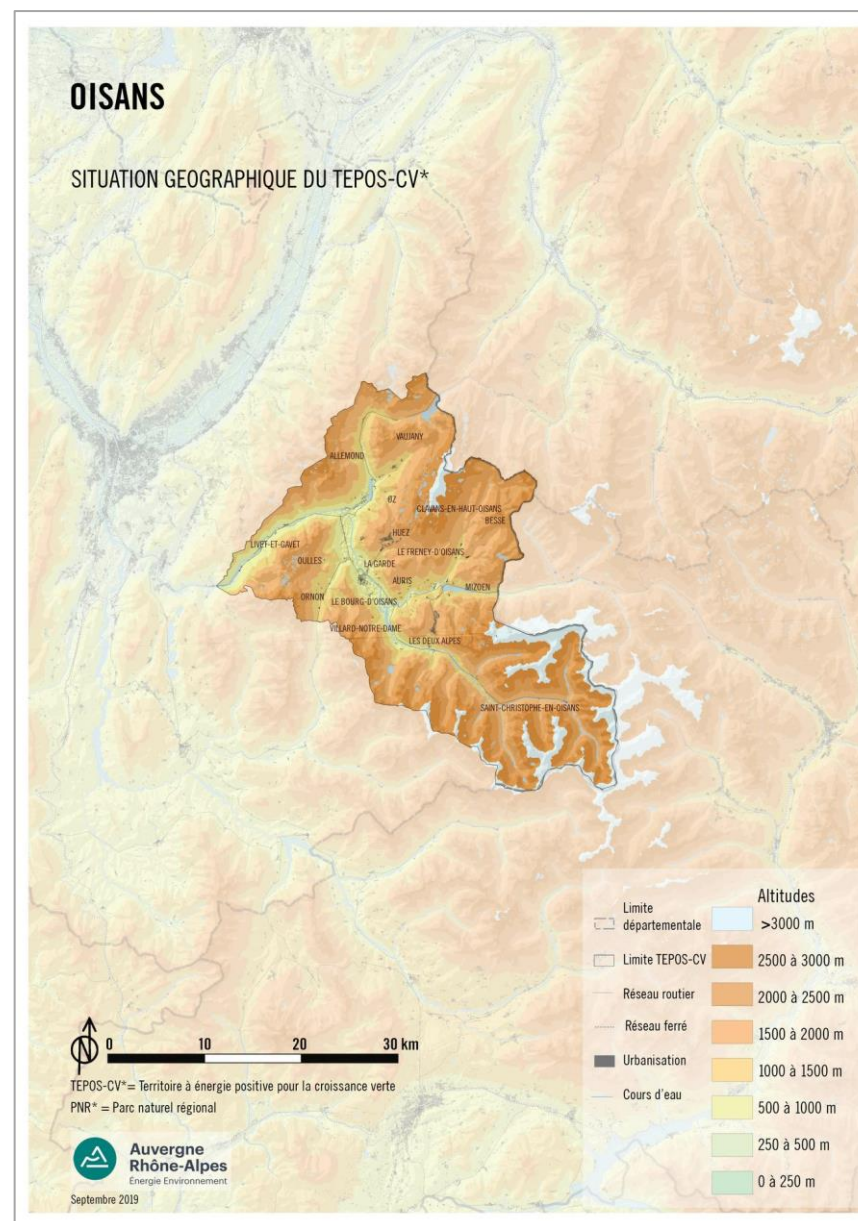 OISANS
SITUATION GEOGRAPHIQUE DU TEPOS-CV*
VAUJANY
ALLEMOND
OZ
CLAVANS-EN-HAUT-OISANS
BESSE
HUEZ
LIVET-ET-GAVET
LE FRENEY-D'OISANS
OULLES
LA GARDE
AURIS
MIZOEN
ORNON
LE BOURG-D'OISANS
VILLARD-NOTRE-DAME
LES DEUX ALPES
SAINT-CHRISTOPHE-EN-OISANS
Limite
départementale
Limite TEPOS-CV
Réseau routier
Réseau ferré
Urbanisation
Cours d'eau
Altitudes
>3000 m
2500 à 3000 m
2000 à 2500 m
1500 à 2000 m
1000 à 1500 m
500 à 1000 m
250 à 500 m
0 à 250 m
N
0 10 20 30 km
TEPOS-CV*= Territoire à énergie positive pour la croissance verte
PNR* = Parc naturel régional
Auvergne
Rhône-Alpes
Énergie Environnement
Septembre 2019